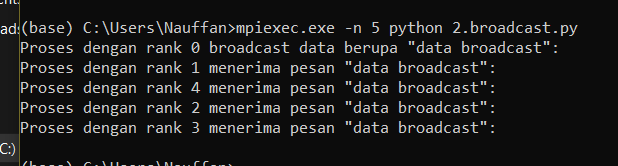 ads
(base) C:\Users\Nauffan>mpiexec.exe -n 5 python 2.broadcast.py
Proses dengan rank 0 broadcast data berupa "data broadcast":
Proses dengan rank 1 menerima pesan "data broadcast":
Proses dengan rank 4 menerima pesan "data broadcast":
Proses dengan rank 2 menerima pesan "data broadcast":
Proses dengan rank 3 menerima pesan "data broadcast":
C:)
(base) C:\Users\Nauffan>